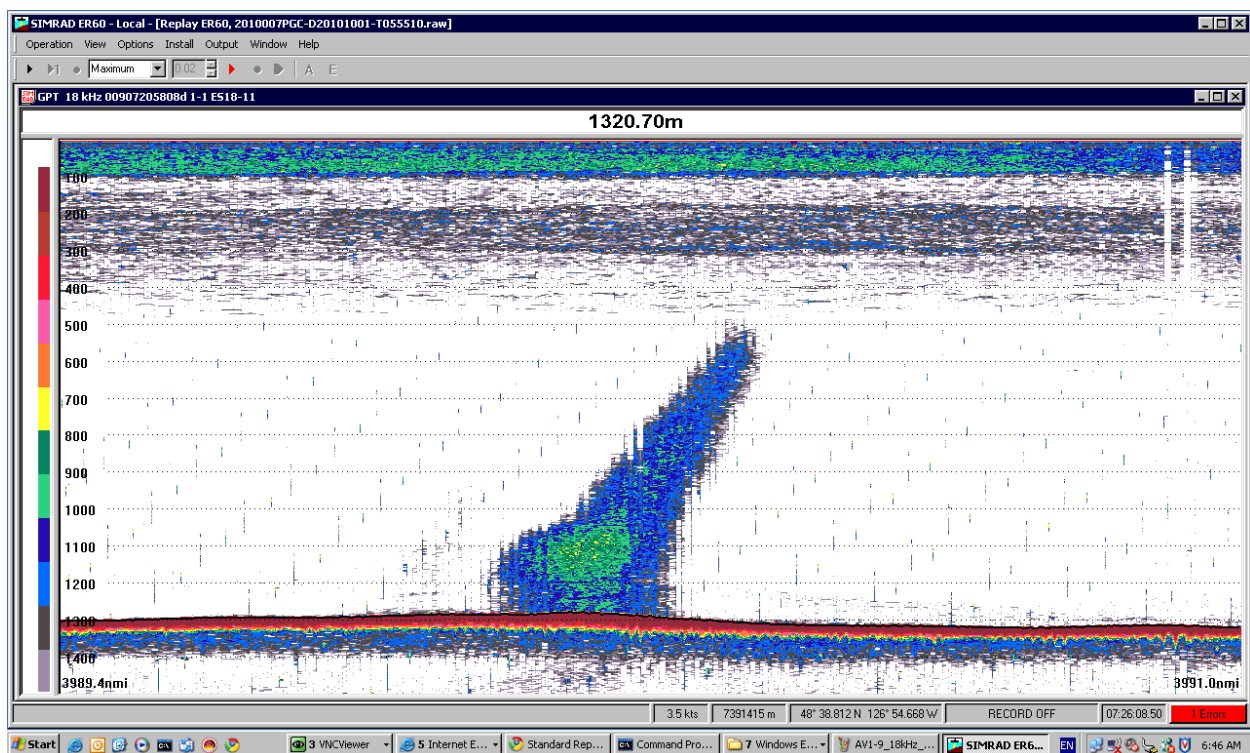 SIMRAD ER60 - Local - [Replay ER60, 2010007PGC-D20101001-T055510.raw]
Operation View Options Install Output Window Help
Maximum 0.02 A E
GPT 18 kHz 00907205808d 1-1 ES18-11
1320.70m
100
200
300
400
500
600
700
800
900
1000
1100
1200
1300
1400
3989.4nmi 3991.0nmi
3.5 kts 7391415 m 48° 38.812 N 126° 54.668 W RECORD OFF 07:26:08.50 1 Errors
Start 3 VNCViewer 5 Internet E... Standard Rep... Command Pro... 7 Windows E... AV1-9_18kHz_... SIMRAD ER6... EN 6:46 AM